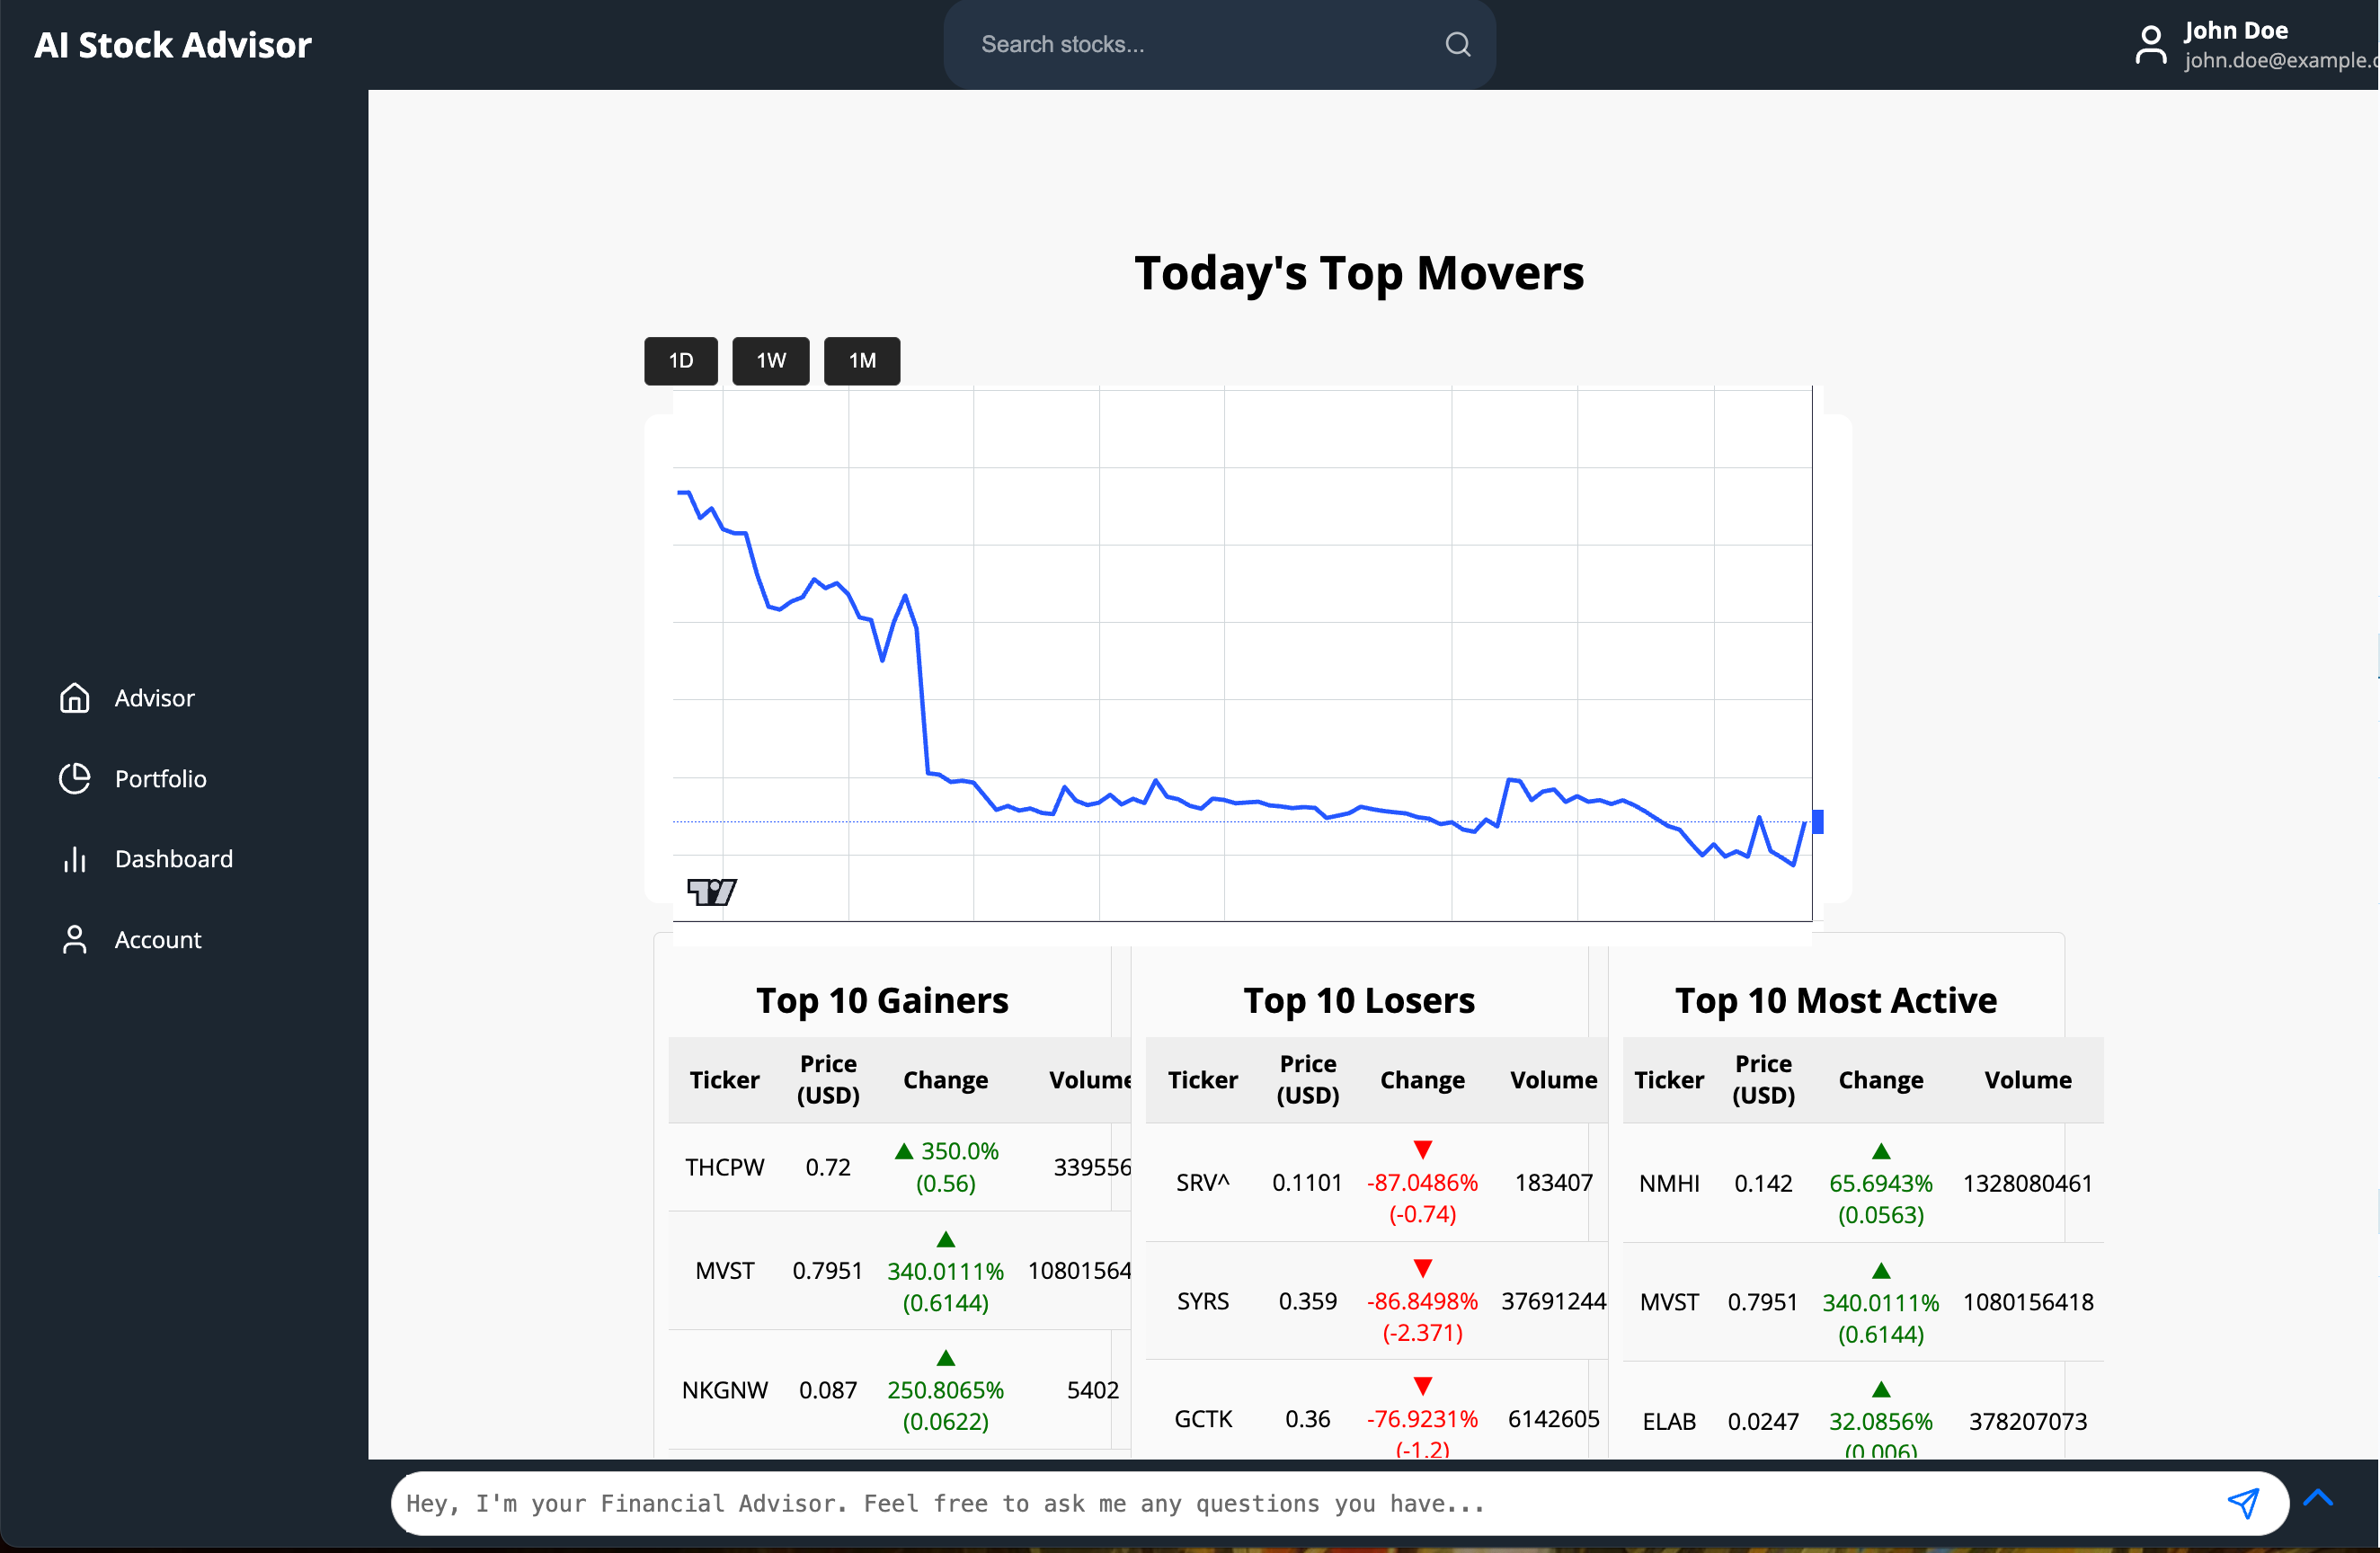 AI Stock Advisor
Search stocks...
John Doe
john.doe@example.c
Today's Top Movers
1D 1W 1M
Advisor
Portfolio
Dashboard
Account
Top 10 Gainers
Ticker Price (USD) Change Volume
THCPW 0.72 ▲ 350.0% (0.56) 339556
MVST 0.7951 ▲ 340.0111% (0.6144) 10801564
NKGNW 0.087 ▲ 250.8065% (0.0622) 5402
Top 10 Losers
Ticker Price (USD) Change Volume
SRV^ 0.1101 ▼ -87.0486% (-0.74) 183407
SYRS 0.359 ▼ -86.8498% (-2.371) 37691244
GCTK 0.36 ▼ -76.9231% (-1.2) 6142605
Top 10 Most Active
Ticker Price (USD) Change Volume
NMHI 0.142 ▲ 65.6943% (0.0563) 1328080461
MVST 0.7951 ▲ 340.0111% (0.6144) 1080156418
ELAB 0.0247 ▲ 32.0856% (0.006) 378207073
Hey, I'm your Financial Advisor. Feel free to ask me any questions you have...